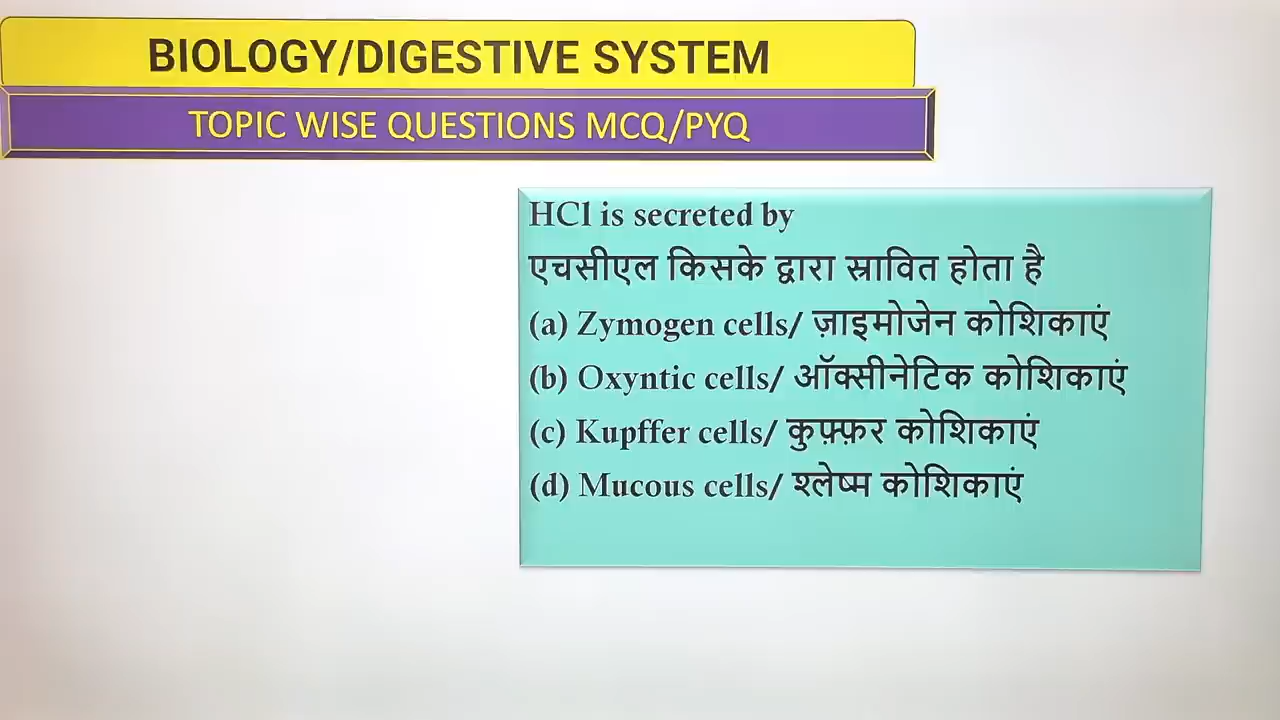 BIOLOGY/DIGESTIVE SYSTEM
TOPIC WISE QUESTIONS MCQ/PYQ
HCl is secreted by
एचसीएल किसके द्वारा स्रावित होता है
(a) Zymogen cells/ ज़ाइमोजेन कोशिकाएं
(b) Oxyntic cells/ ऑक्सीनेटिक कोशिकाएं
(c) Kupffer cells/ कुफ़्फ़र कोशिकाएं
(d) Mucous cells/ श्लेष्म कोशिकाएं